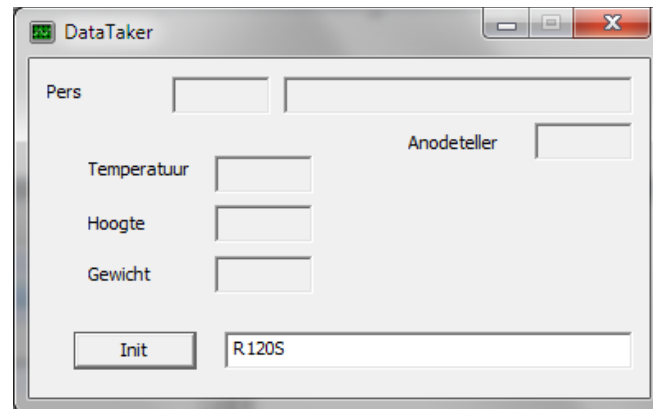 DataTaker
Pers
Anodeteller
Temperatuur
Hoogte
Gewicht
Init R120S